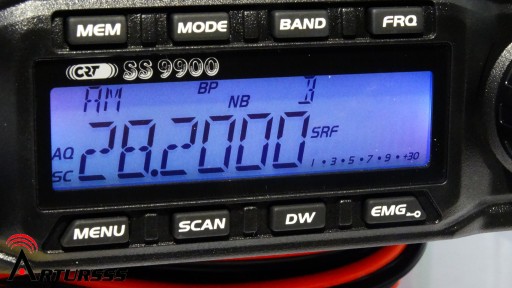 MEM MODE BAND FRQ
CRT SS 9900
AM BP NB
AQ 28.2000 SRF
SC 1 • 3 • 5 • 7 • 9 • +30
MENU SCAN DW EMG
ARTURSSS